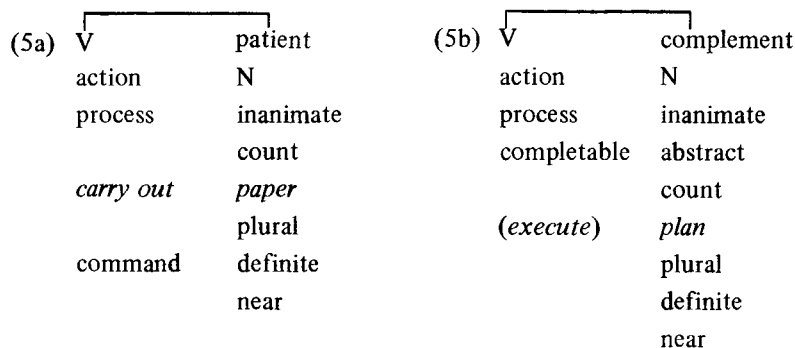 (5a) V patient (5b) V complement
action N action N
process inanimate process inanimate
count completable abstract
carry out paper count
plural (execute) plan
command definite plural
near definite
near